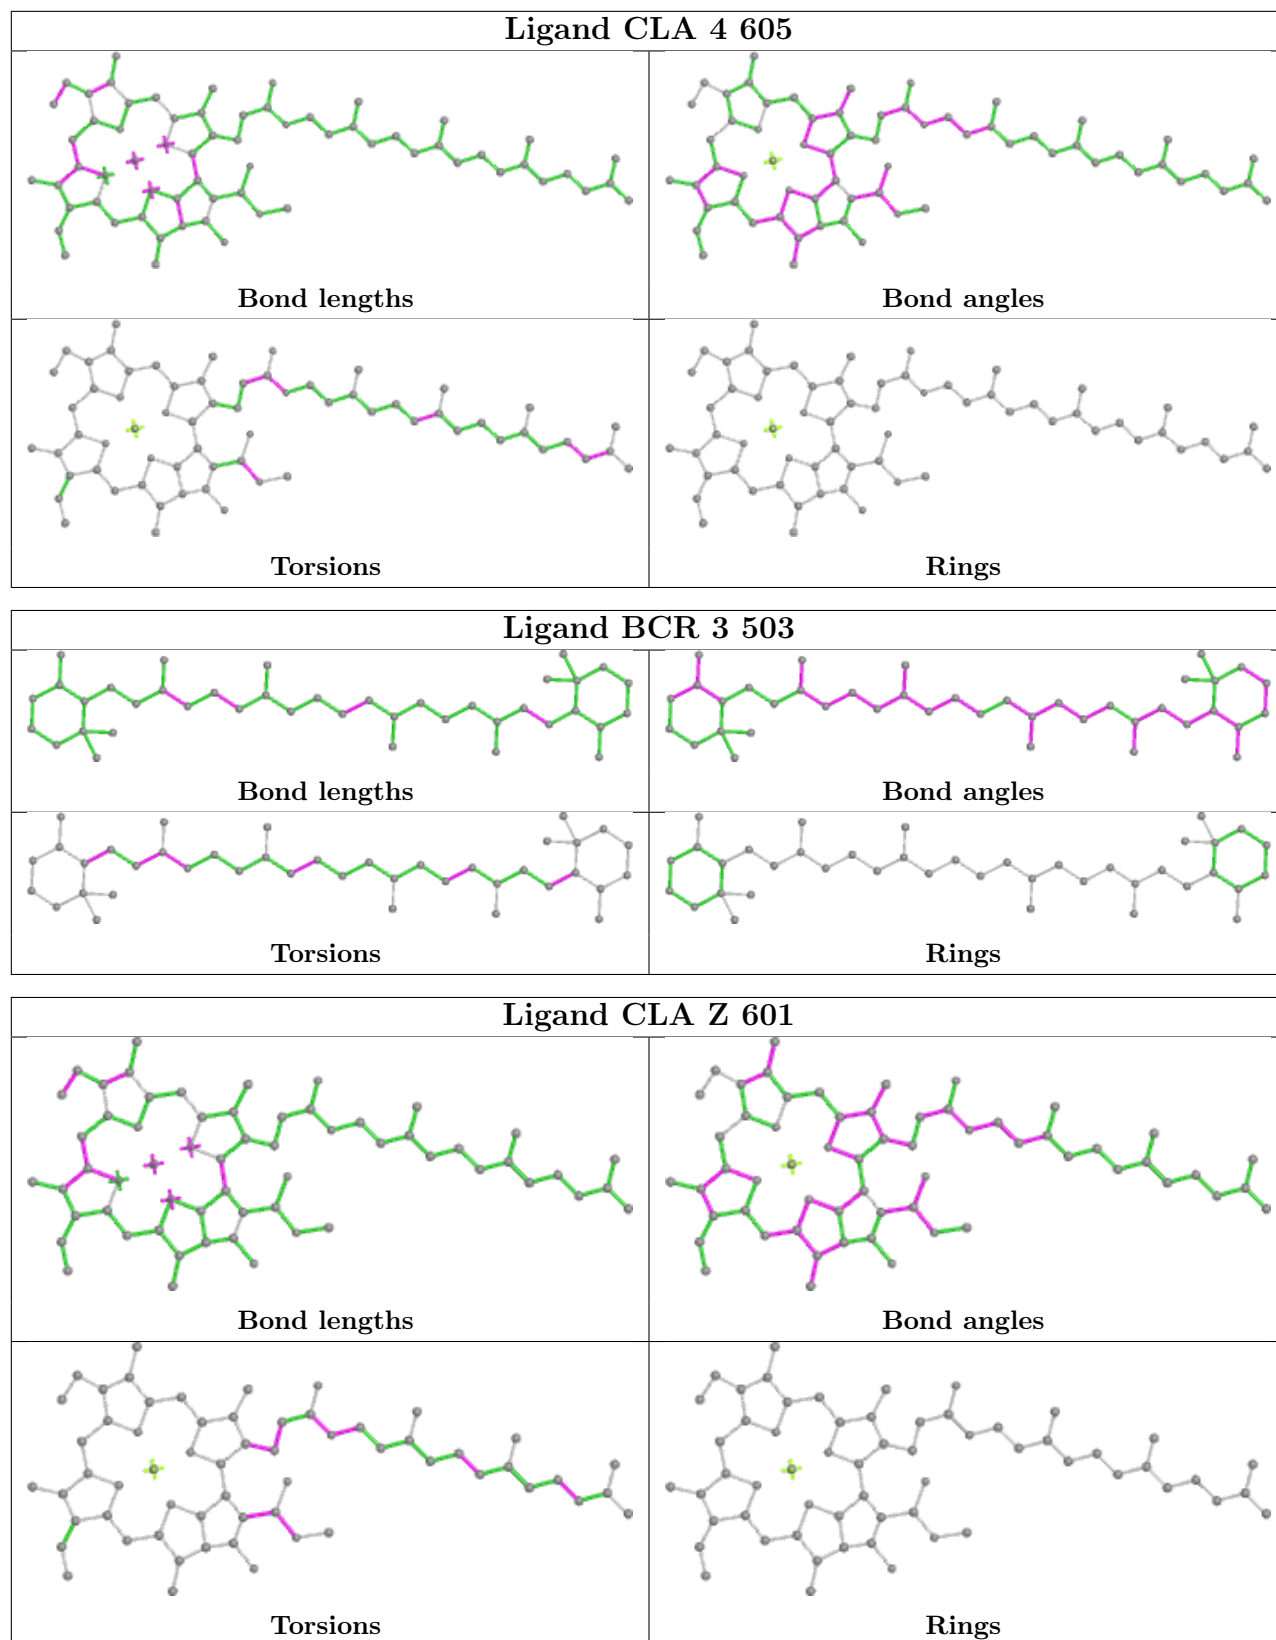 Ligand CLA 4 605
Bond lengths
Bond angles
Torsions
Rings
Ligand BCR 3 503
Bond lengths
Bond angles
Torsions
Rings
Ligand CLA Z 601
Bond lengths
Bond angles
Torsions
Rings